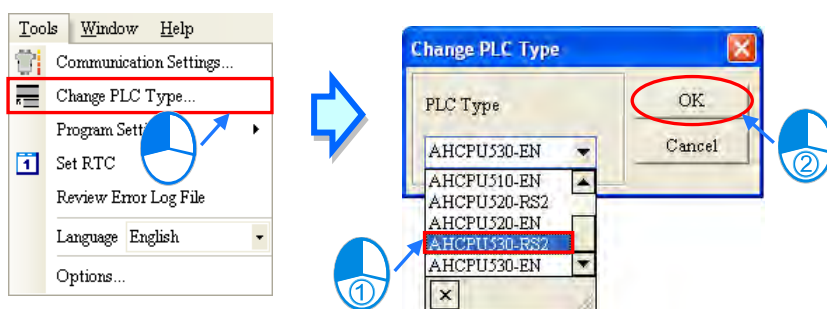 Tools Window Help
Communication Settings...
Change PLC Type...
Program Sett
Set RTC
1
Review Error Log File
Language English
Options...
Change PLC Type
PLC Type
OK
Cancel
AHCPU530-EN
AHCPU510-EN
AHCPU520-RS2
AHCPU520-EN
AHCPU530-RS2
AHCPU530-EN
①
②